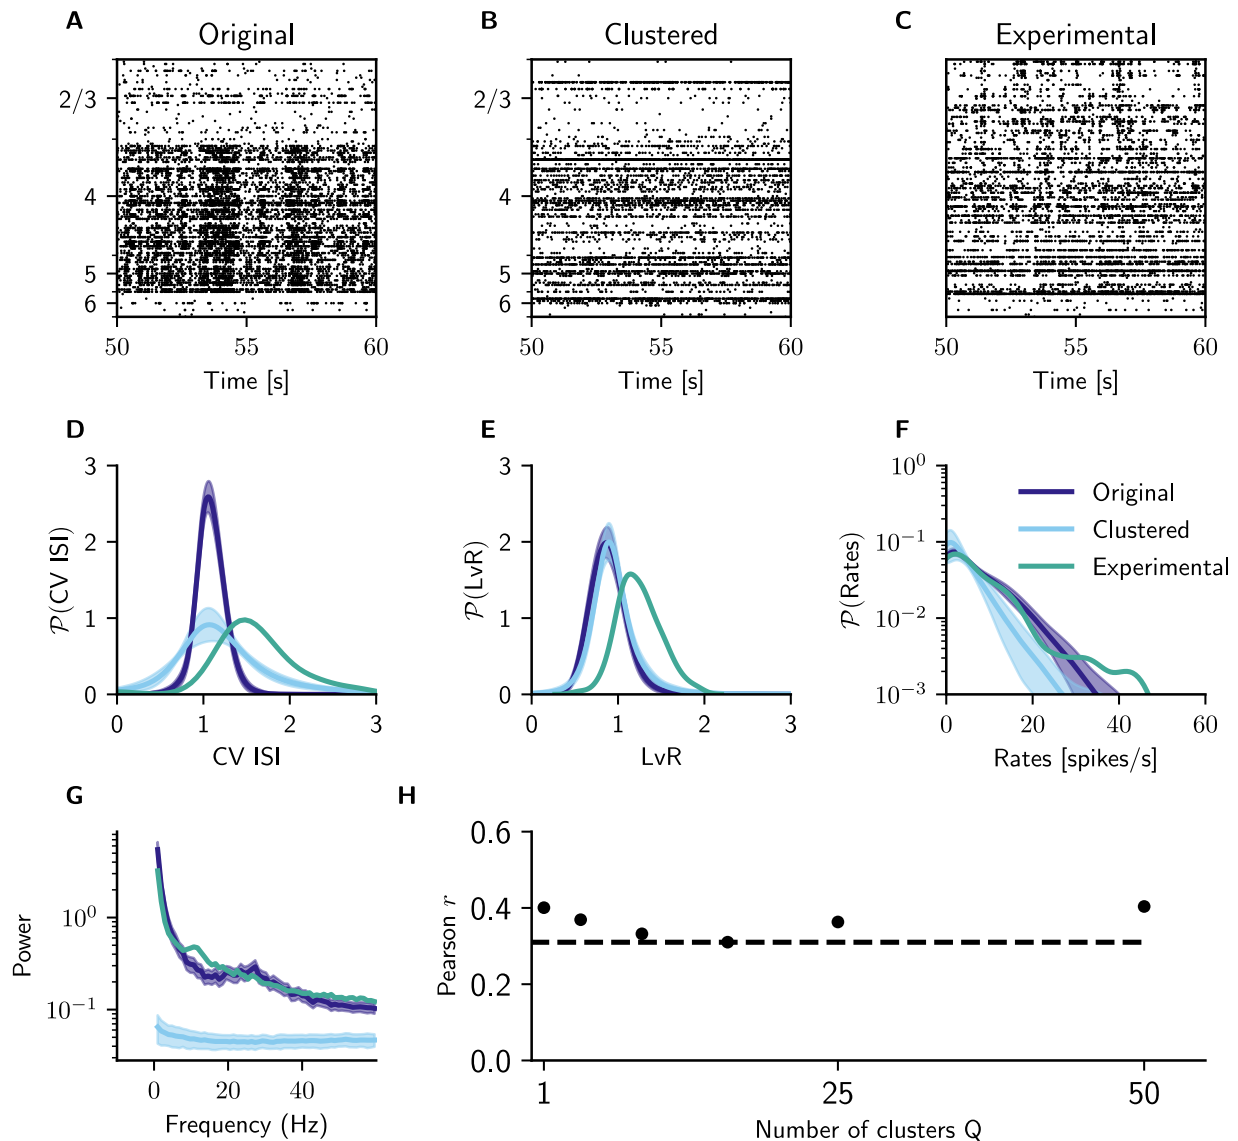 A
Original
2/3
4
5
6
50
55
60
Time [s]
B
Clustered
2/3
4
5
6
50
55
60
Time [s]
C
Experimental
50
55
60
Time [s]
D
3
2
1
0
𝒫(CV ISI)
0
1
2
3
CV ISI
E
3
2
1
0
𝒫(LvR)
0
1
2
3
LvR
F
10⁰
10⁻¹
10⁻²
10⁻³
𝒫(Rates)
Original
Clustered
Experimental
0
20
40
60
Rates [spikes/s]
G
10⁰
10⁻¹
Power
0
20
40
Frequency (Hz)
H
0.6
0.4
0.2
0.0
Pearson r
1
25
50
Number of clusters Q